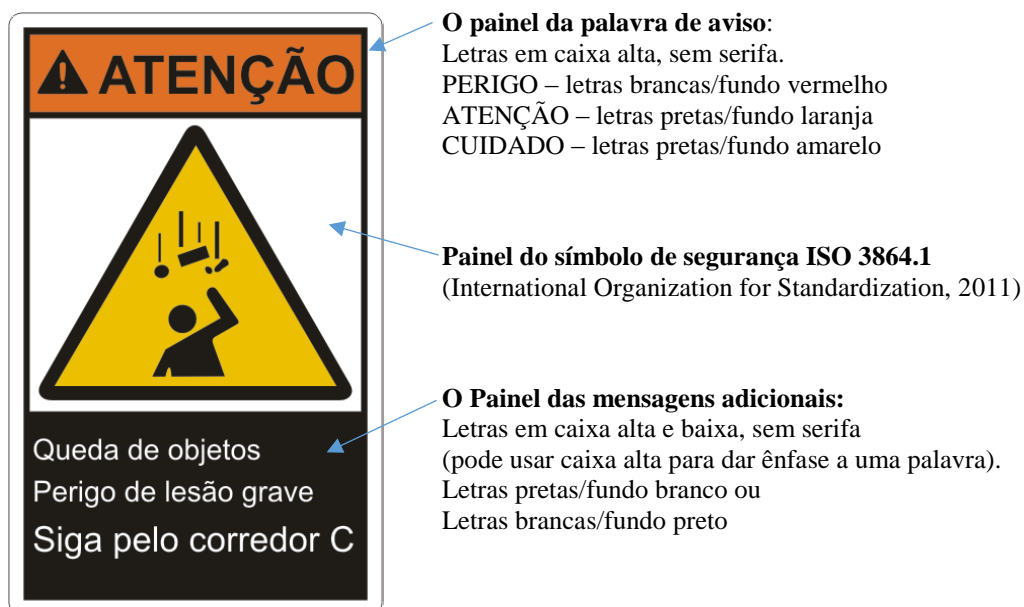 ATENÇÃO
Queda de objetos
Perigo de lesão grave
Siga pelo corredor C
O painel da palavra de aviso:
Letras em caixa alta, sem serifa.
PERIGO – letras brancas/fundo vermelho
ATENÇÃO – letras pretas/fundo laranja
CUIDADO – letras pretas/fundo amarelo
Painel do símbolo de segurança ISO 3864.1
(International Organization for Standardization, 2011)
O Painel das mensagens adicionais:
Letras em caixa alta e baixa, sem serifa
(pode usar caixa alta para dar ênfase a uma palavra).
Letras pretas/fundo branco ou
Letras brancas/fundo preto